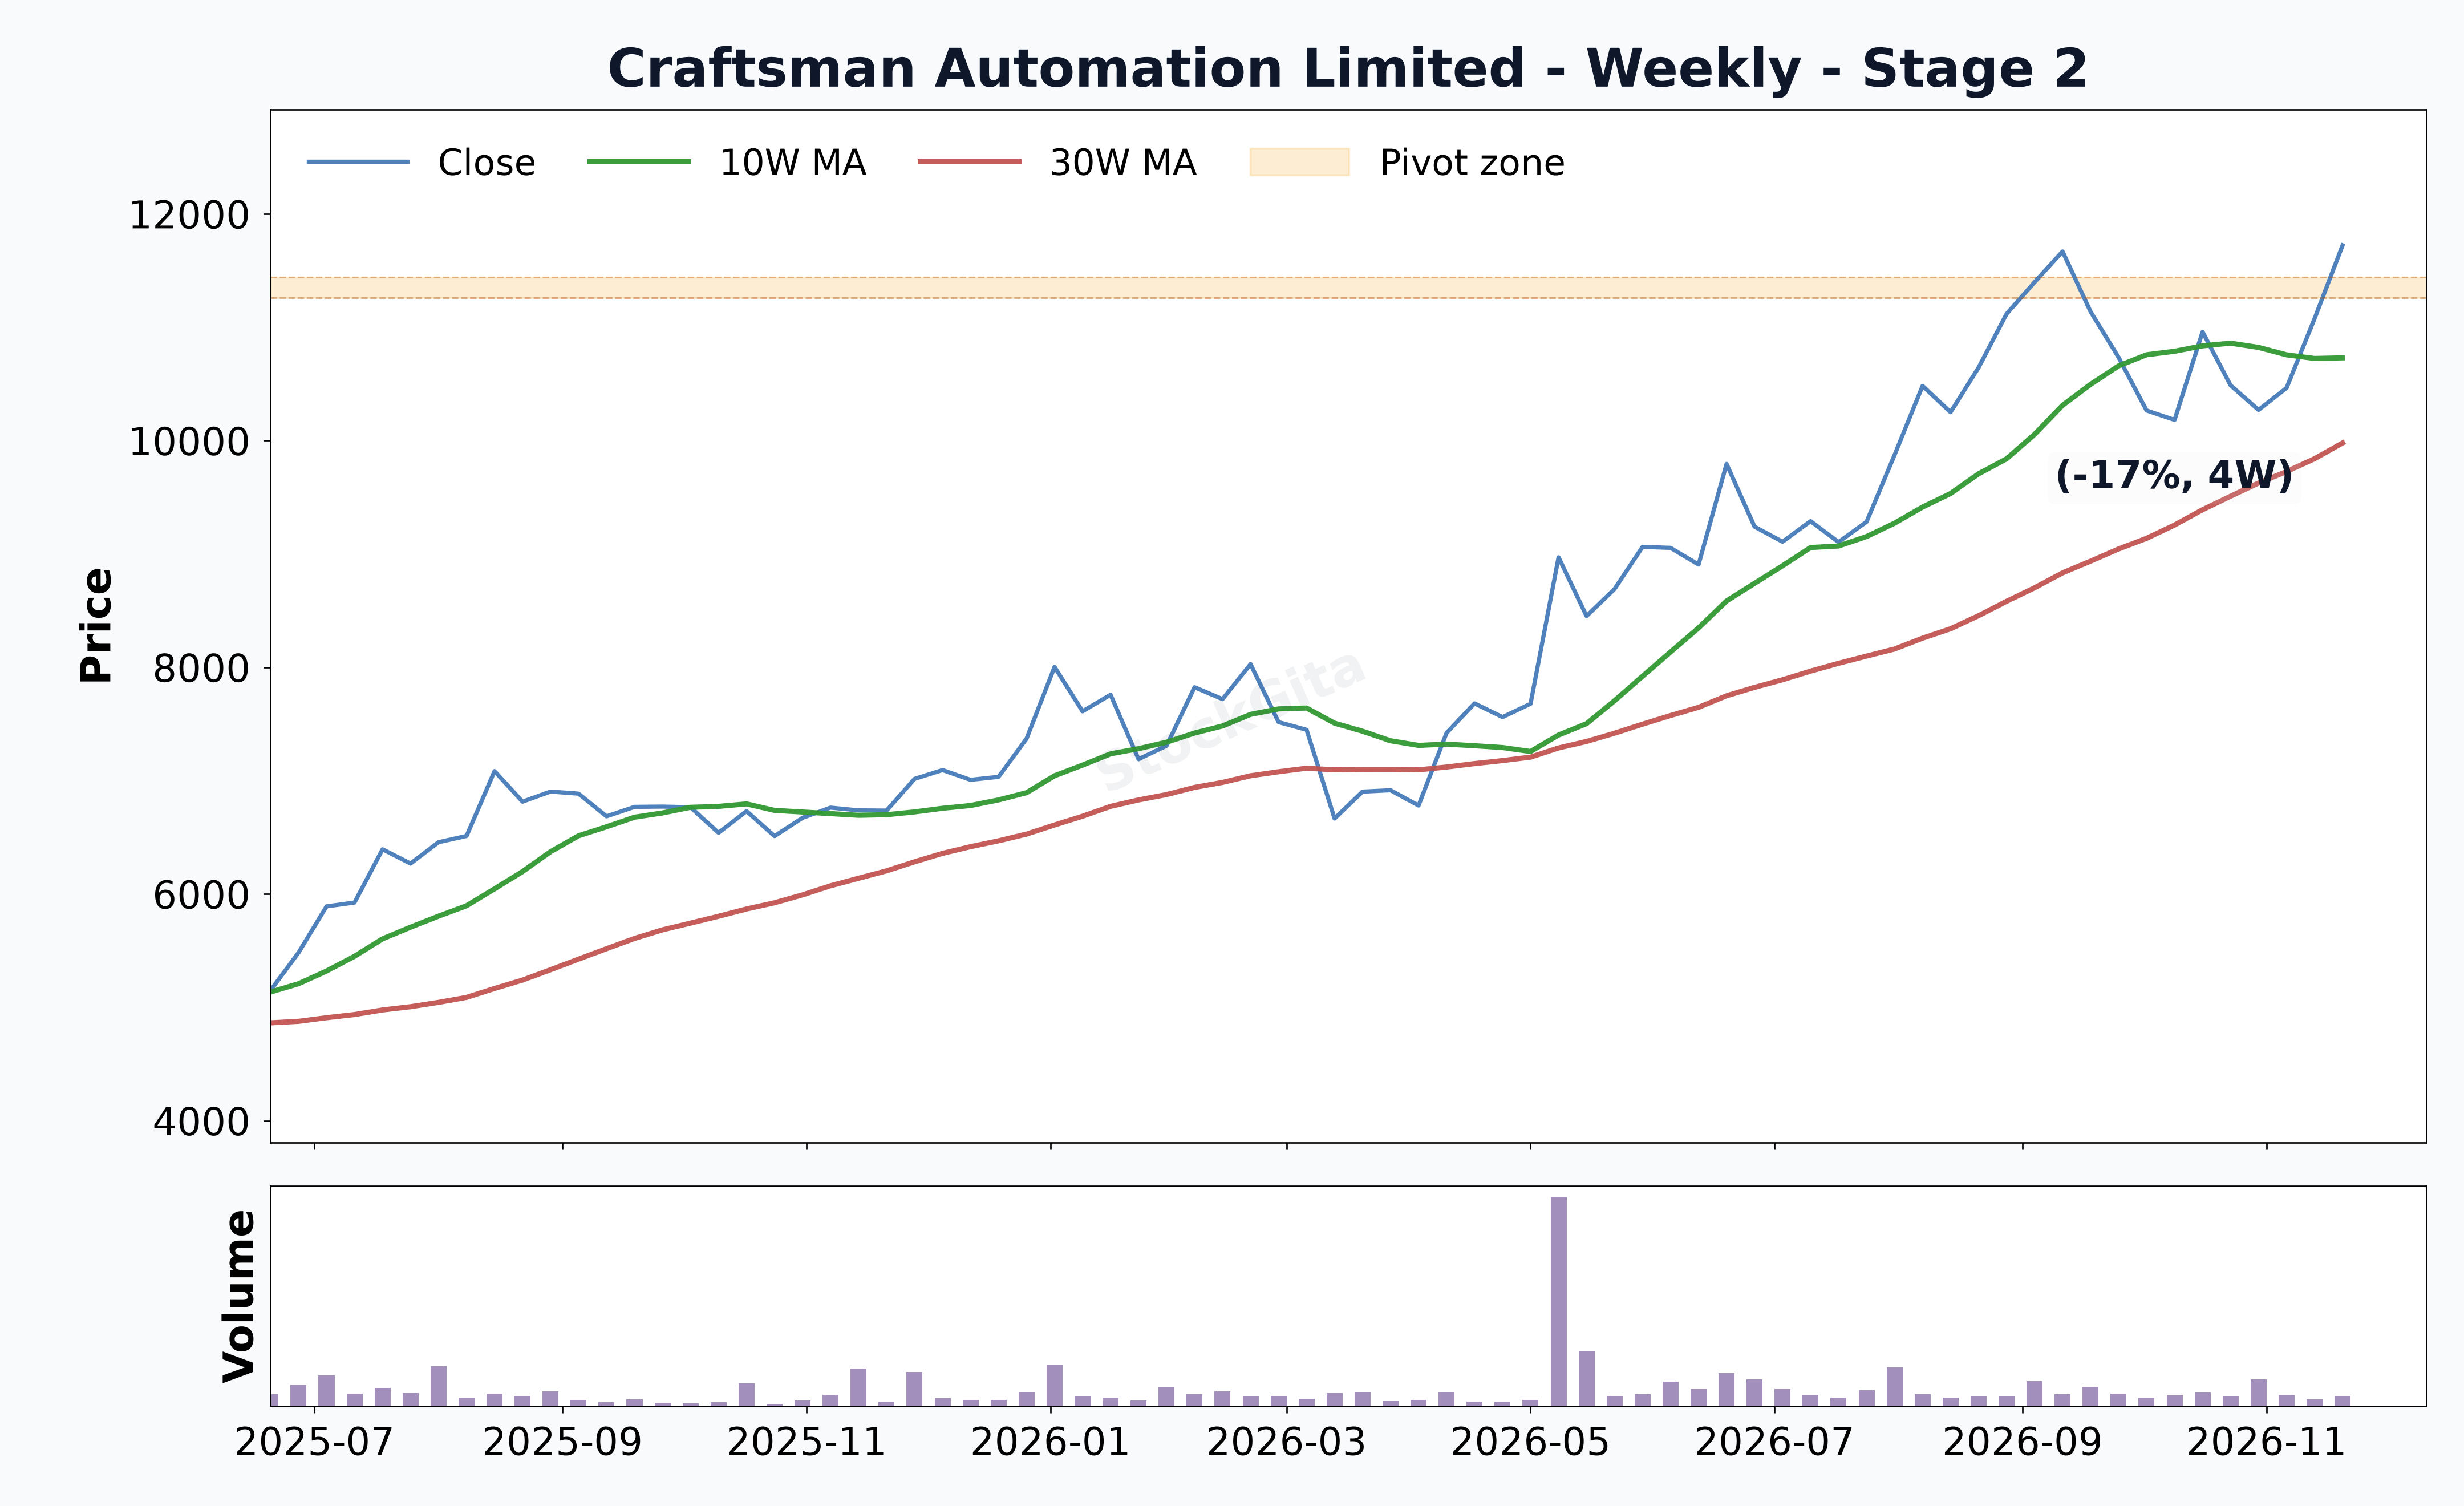 Craftsman Automation Limited - Weekly - Stage 2
Close
10W MA
30W MA
Pivot zone
12000
10000
8000
6000
4000
Price
(-17%, 4W)
StockGita
Volume
2025-07
2025-09
2025-11
2026-01
2026-03
2026-05
2026-07
2026-09
2026-11